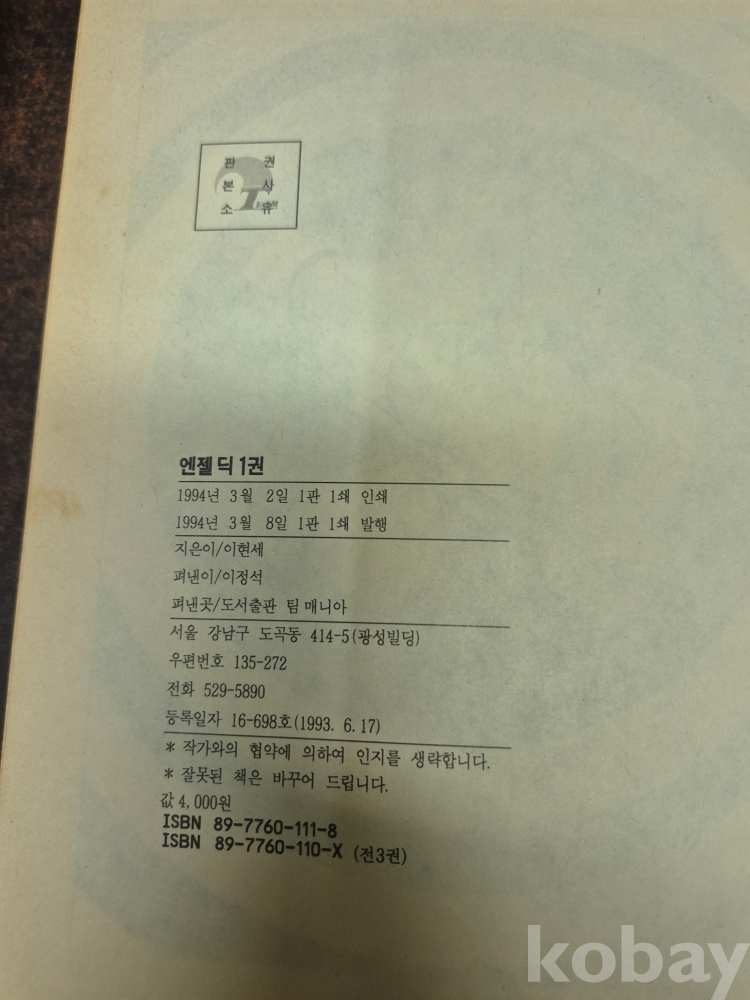 판 권
본 사
소 유
엔젤 딕 1권
1994년 3월 2일 1판 1쇄 인쇄
1994년 3월 8일 1판 1쇄 발행
지은이/이현세
펴낸이/이정석
펴낸곳/도서출판 팀 매니아
서울 강남구 도곡동 414-5(광성빌딩)
우편번호 135-272
전화 529-5890
등록일자 16-698호(1993. 6.17)
* 작가와의 협약에 의하여 인지를 생략합니다.
* 잘못된 책은 바꾸어 드립니다.
값 4,000원
ISBN 89-7760-111-8
ISBN 89-7760-110-X (전3권)
kobay